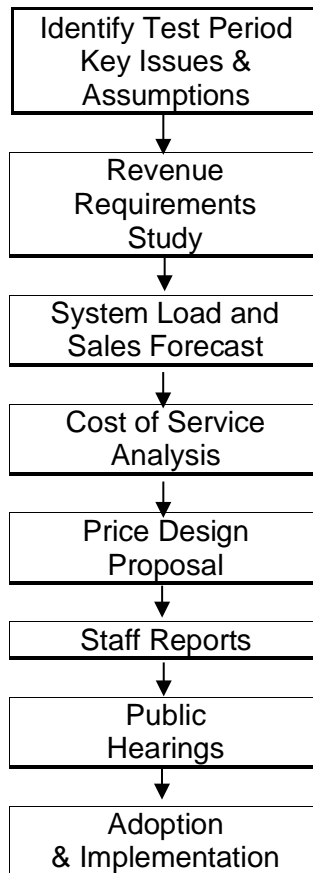 Identify Test Period
Key Issues &
Assumptions
Revenue
Requirements
Study
System Load and
Sales Forecast
Cost of Service
Analysis
Price Design
Proposal
Staff Reports
Public
Hearings
Adoption
& Implementation